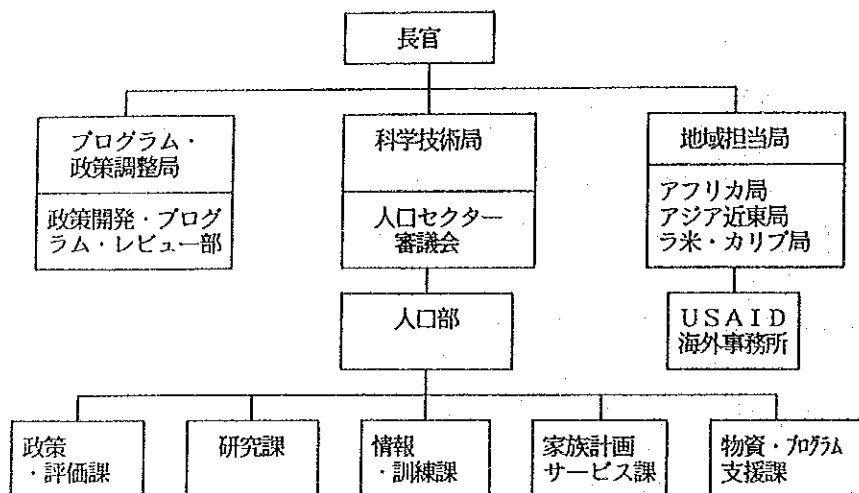 長官
プログラム・
政策調整局
政策開発・プログ
ラム・レビュー部
科学技術局
人口セクター
審議会
地域担当局
アフリカ局
アジア近東局
ラ米・カリブ局
人口部
ＵＳＡＩＤ
海外事務所
政策
・評価課
研究課
情報
・訓練課
家族計画
サービス課
物資・プログラム
支援課